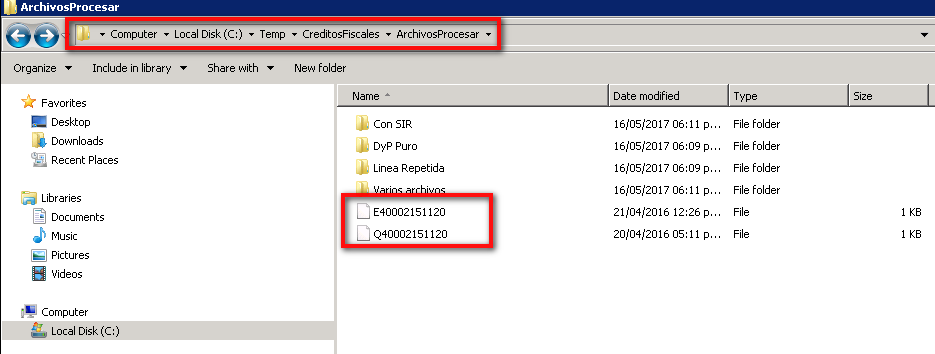 ArchivosProcesar
Computer Local Disk (C:) Temp CreditosFiscales ArchivosProcesar
Organize Include in library Share with New folder
Favorites
Desktop
Downloads
Recent Places
Libraries
Documents
Music
Pictures
Videos
Computer
Local Disk (C:)
Name Date modified Type Size
Con SIR 16/05/2017 06:11 p... File folder
DyP Puro 16/05/2017 06:09 p... File folder
Linea Repetida 16/05/2017 06:09 p... File folder
Varios archivos 16/05/2017 06:11 p... File folder
E40002151120 21/04/2016 12:26 p... File 1 KB
Q40002151120 20/04/2016 05:11 p... File 1 KB